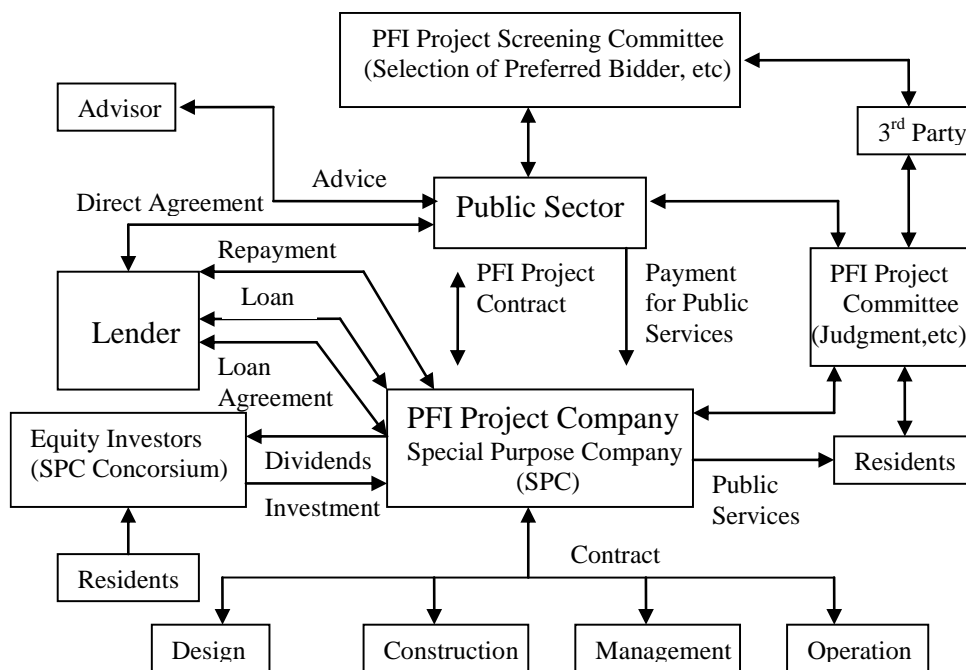 PFI Project Screening Committee
(Selection of Preferred Bidder, etc)
Advisor
3rd Party
Advice
Direct Agreement
Public Sector
Repayment
PFI Project
Contract
Payment
for Public
Services
PFI Project
Committee
(Judgment,etc)
Lender
Loan
Loan
Agreement
PFI Project Company
Special Purpose Company
(SPC)
Equity Investors
(SPC Concorsium)
Dividends
Investment
Public
Services
Residents
Residents
Contract
Design
Construction
Management
Operation